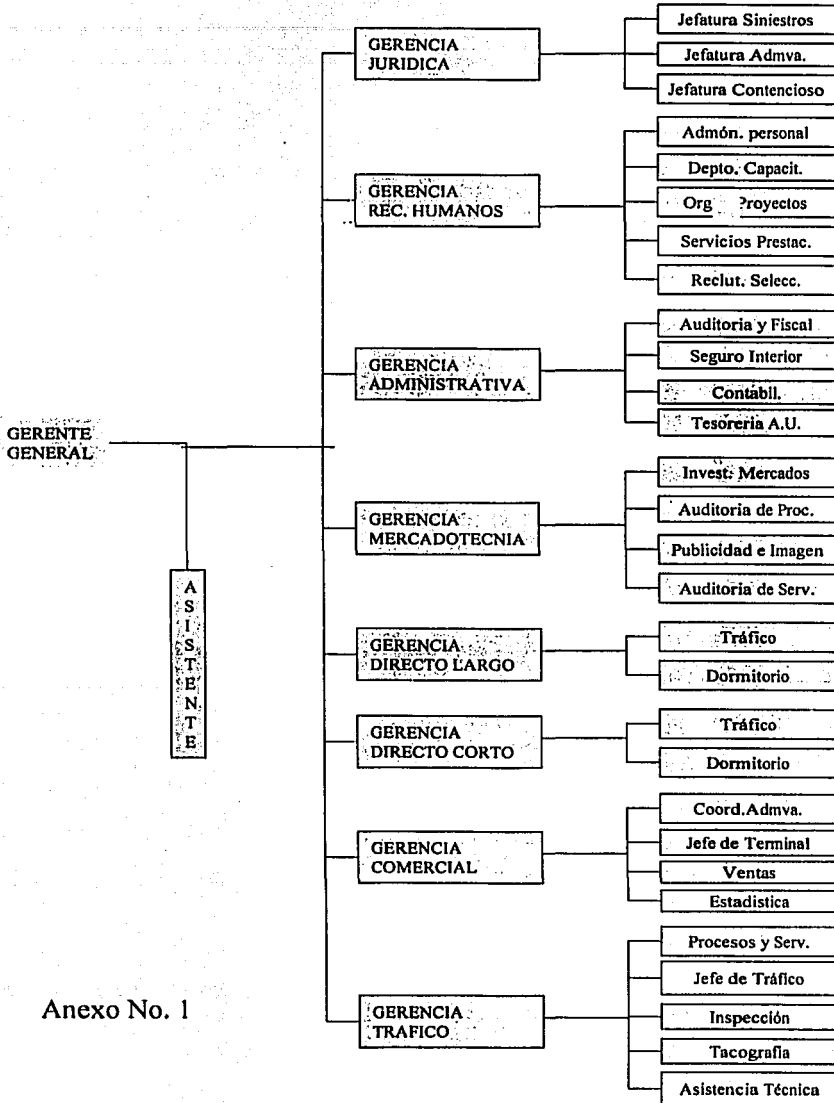 GERENTE
GENERAL
ASISTENTE
GERENCIA
JURIDICA
Jefatura Siniestros
Jefatura Admva.
Jefatura Contencioso
GERENCIA
REC. HUMANOS
Admón. personal
Depto. Capacit.
Org Proyectos
Servicios Prestac.
Reclut. Selecc.
GERENCIA
ADMINISTRATIVA
Auditoria y Fiscal
Seguro Interior
Contabil.
Tesoreria A.U.
GERENCIA
MERCADOTECNIA
Invest. Mercados
Auditoria de Proc.
Publicidad e Imagen
Auditoria de Serv.
GERENCIA
DIRECTO LARGO
Tráfico
Dormitorio
GERENCIA
DIRECTO CORTO
Tráfico
Dormitorio
GERENCIA
COMERCIAL
Coord.Admva.
Jefe de Terminal
Ventas
Estadistica
GERENCIA
TRAFICO
Procesos y Serv.
Jefe de Tráfico
Inspección
Tacografia
Asistencia Técnica
Anexo No. 1